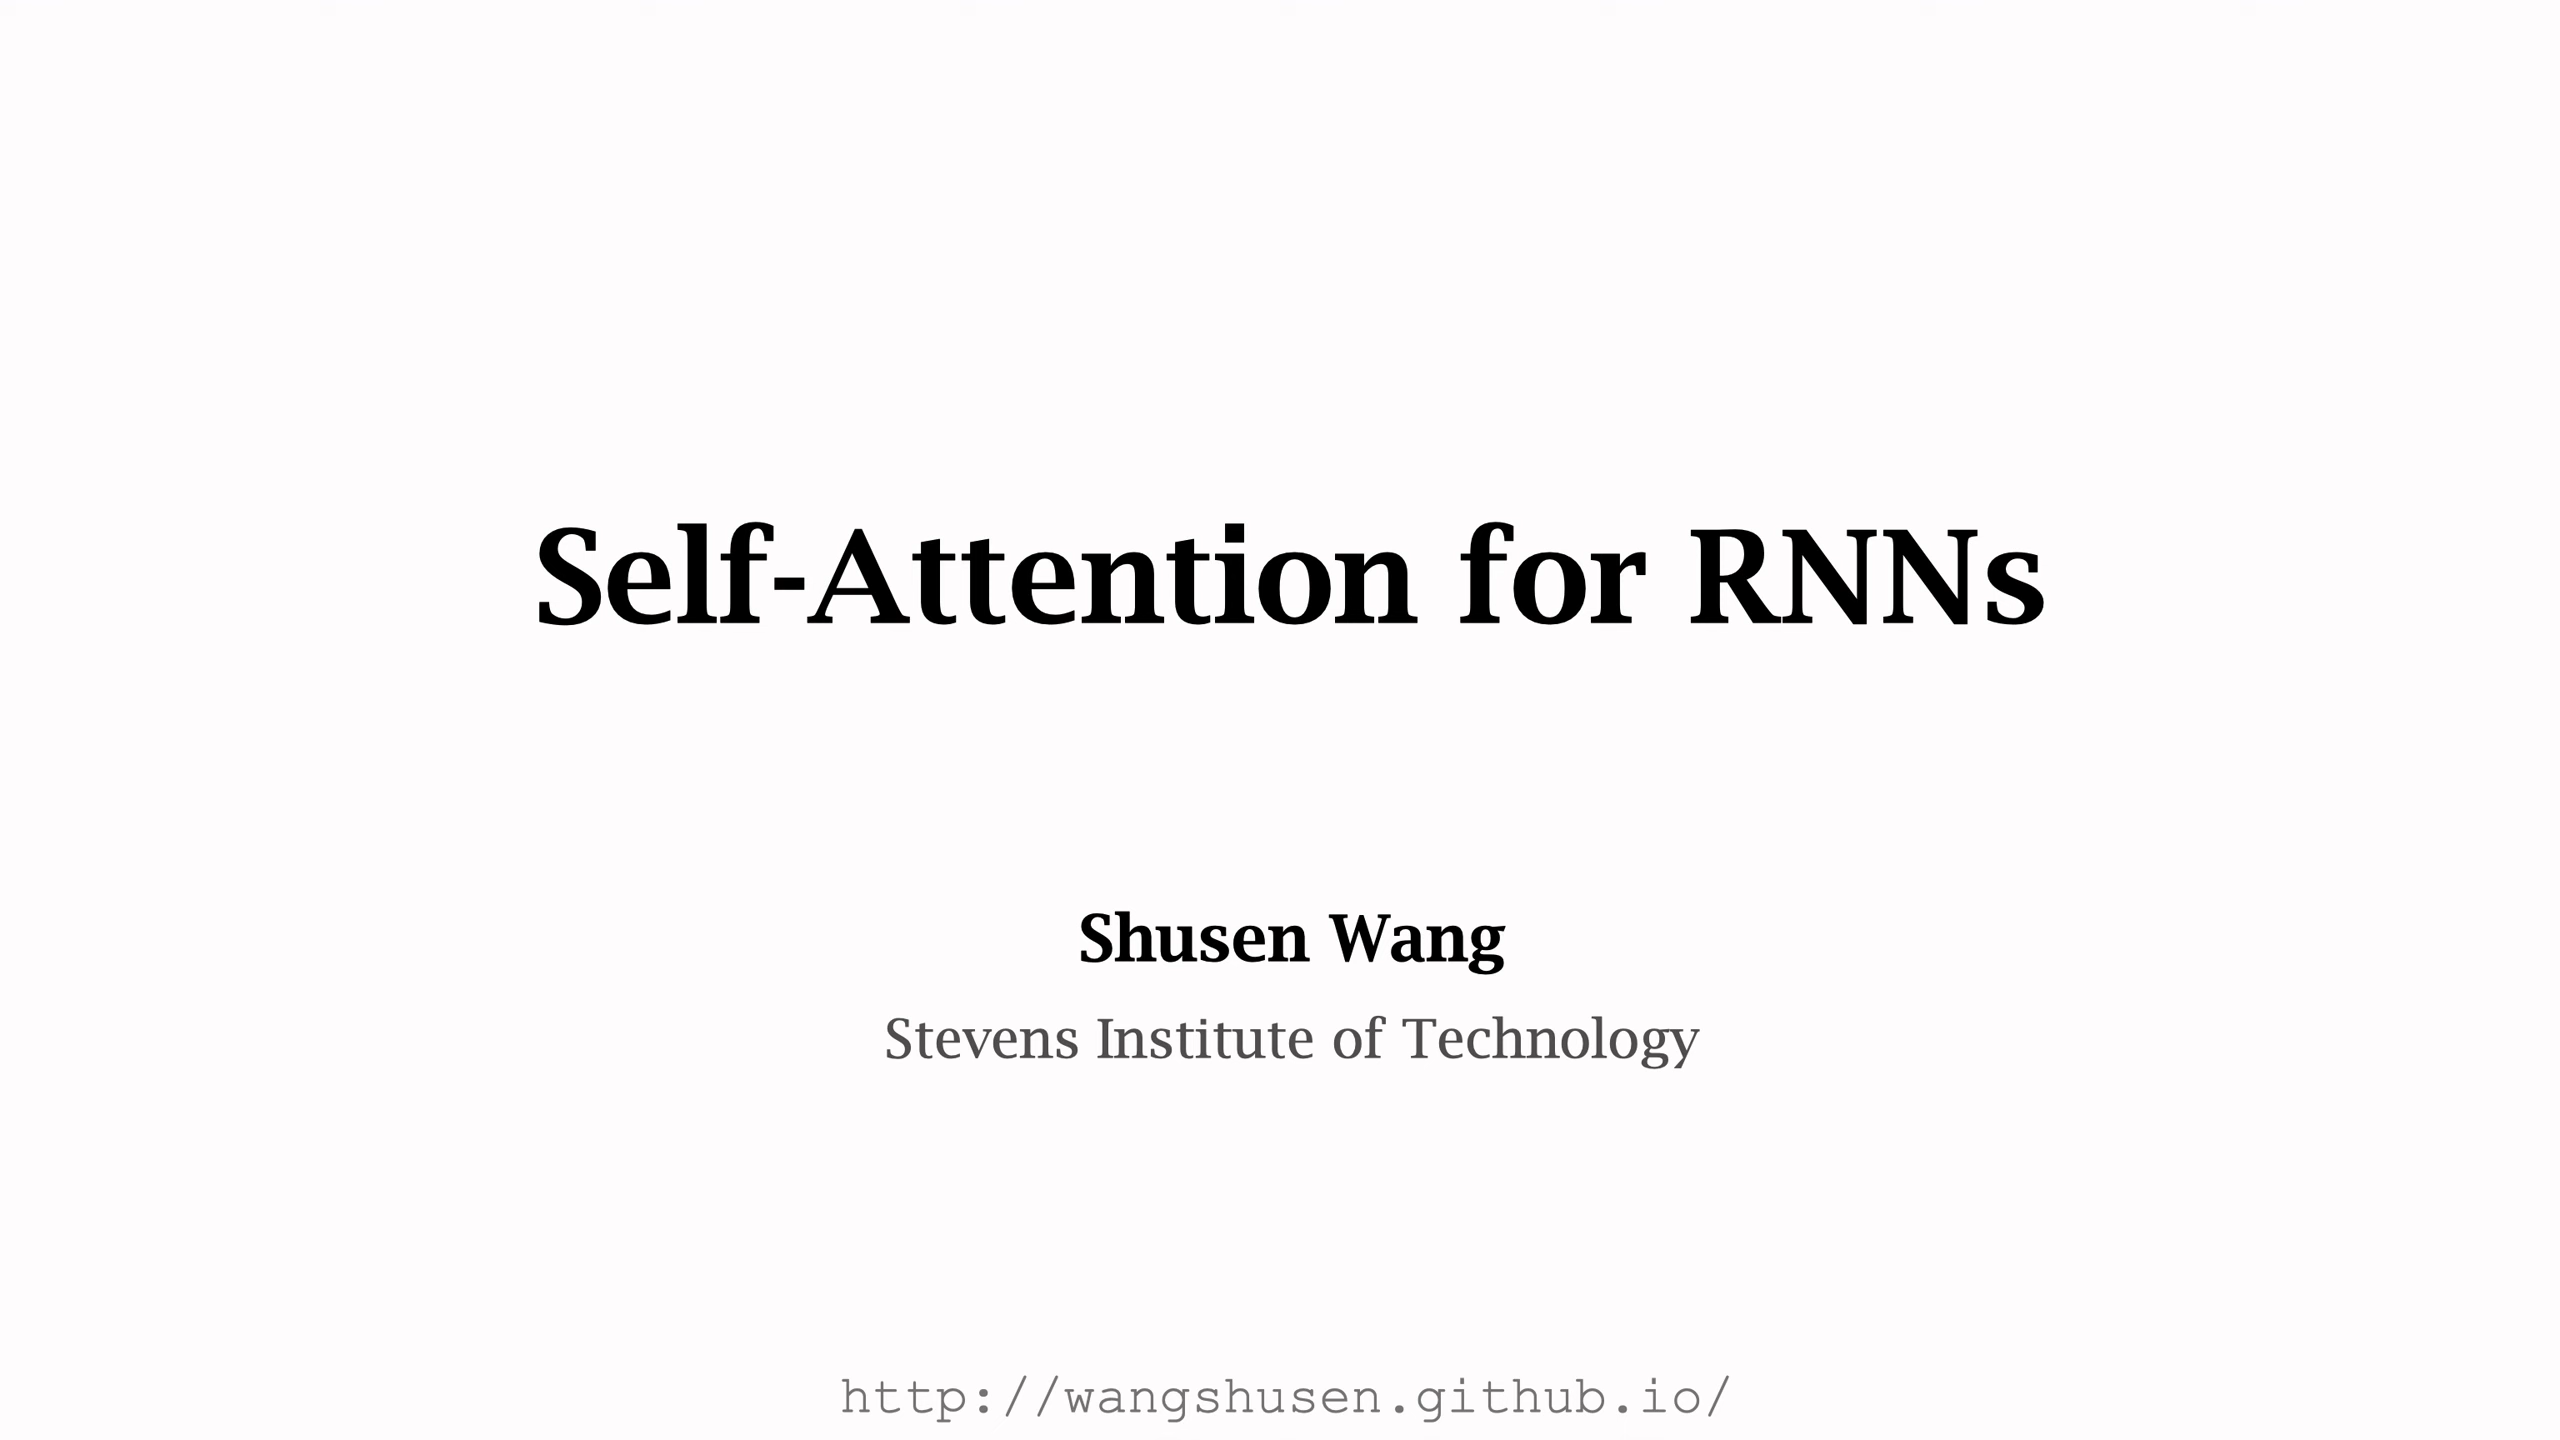 Self-Attention for RNNs
Shusen Wang
Stevens Institute of Technology
http://wangshusen.github.io/